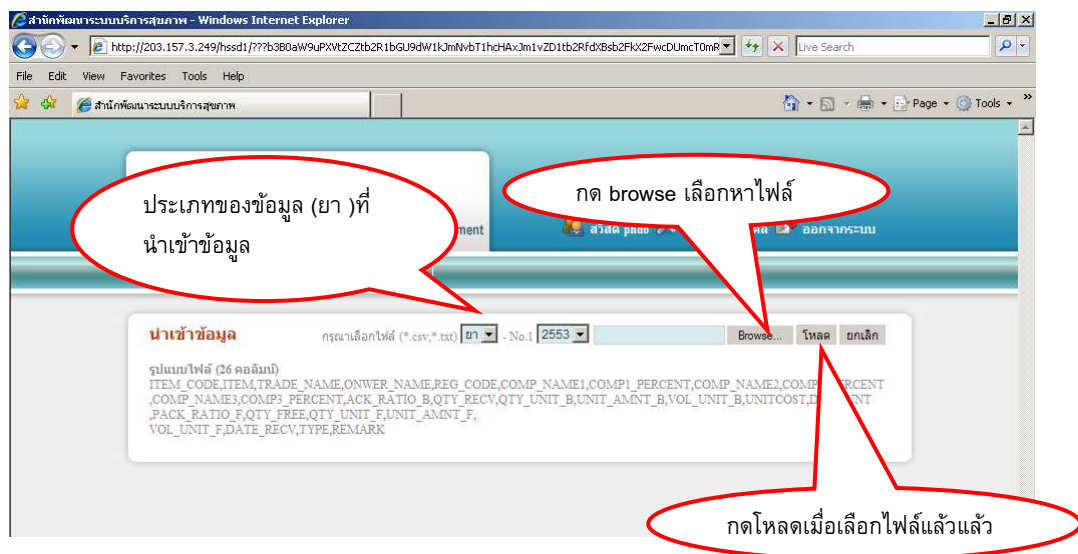 สำนักพัฒนาระบบบริการสุขภาพ - Windows Internet Explorer
Live Search
File Edit View Favorites Tools Help
สำนักพัฒนาระบบบริการสุขภาพ
Page Tools
ประเภทของข้อมูล (ยา )ที่
นำเข้าข้อมูล
กด browse เลือกหาไฟล์
ment สวัสดี phdb ออกจากระบบ
นำเข้าข้อมูล กรุณาเลือกไฟล์ (*.csv,*.txt) ยา - No.1 2553 Browse... โหลด ยกเลิก
รูปแบบไฟล์ (26 คอลัมน์)
ITEM_CODE,ITEM,TRADE_NAME,ONWER_NAME,REG_CODE,COMP_NAME1,COMP1_PERCENT,COMP_NAME2,COMP RCENT
,COMP_NAME3,COMP3_PERCENT,ACK_RATIO_B,QTY_RECV,QTY_UNIT_B,UNIT_AMNT_B,VOL_UNIT_B,UNITCOST,D NT
,PACK_RATIO_F,QTY_FREE,QTY_UNIT_F,UNIT_AMNT_F,
VOL_UNIT_F,DATE_RECV,TYPE,REMARK
กดโหลดเมื่อเลือกไฟล์แล้วแล้ว